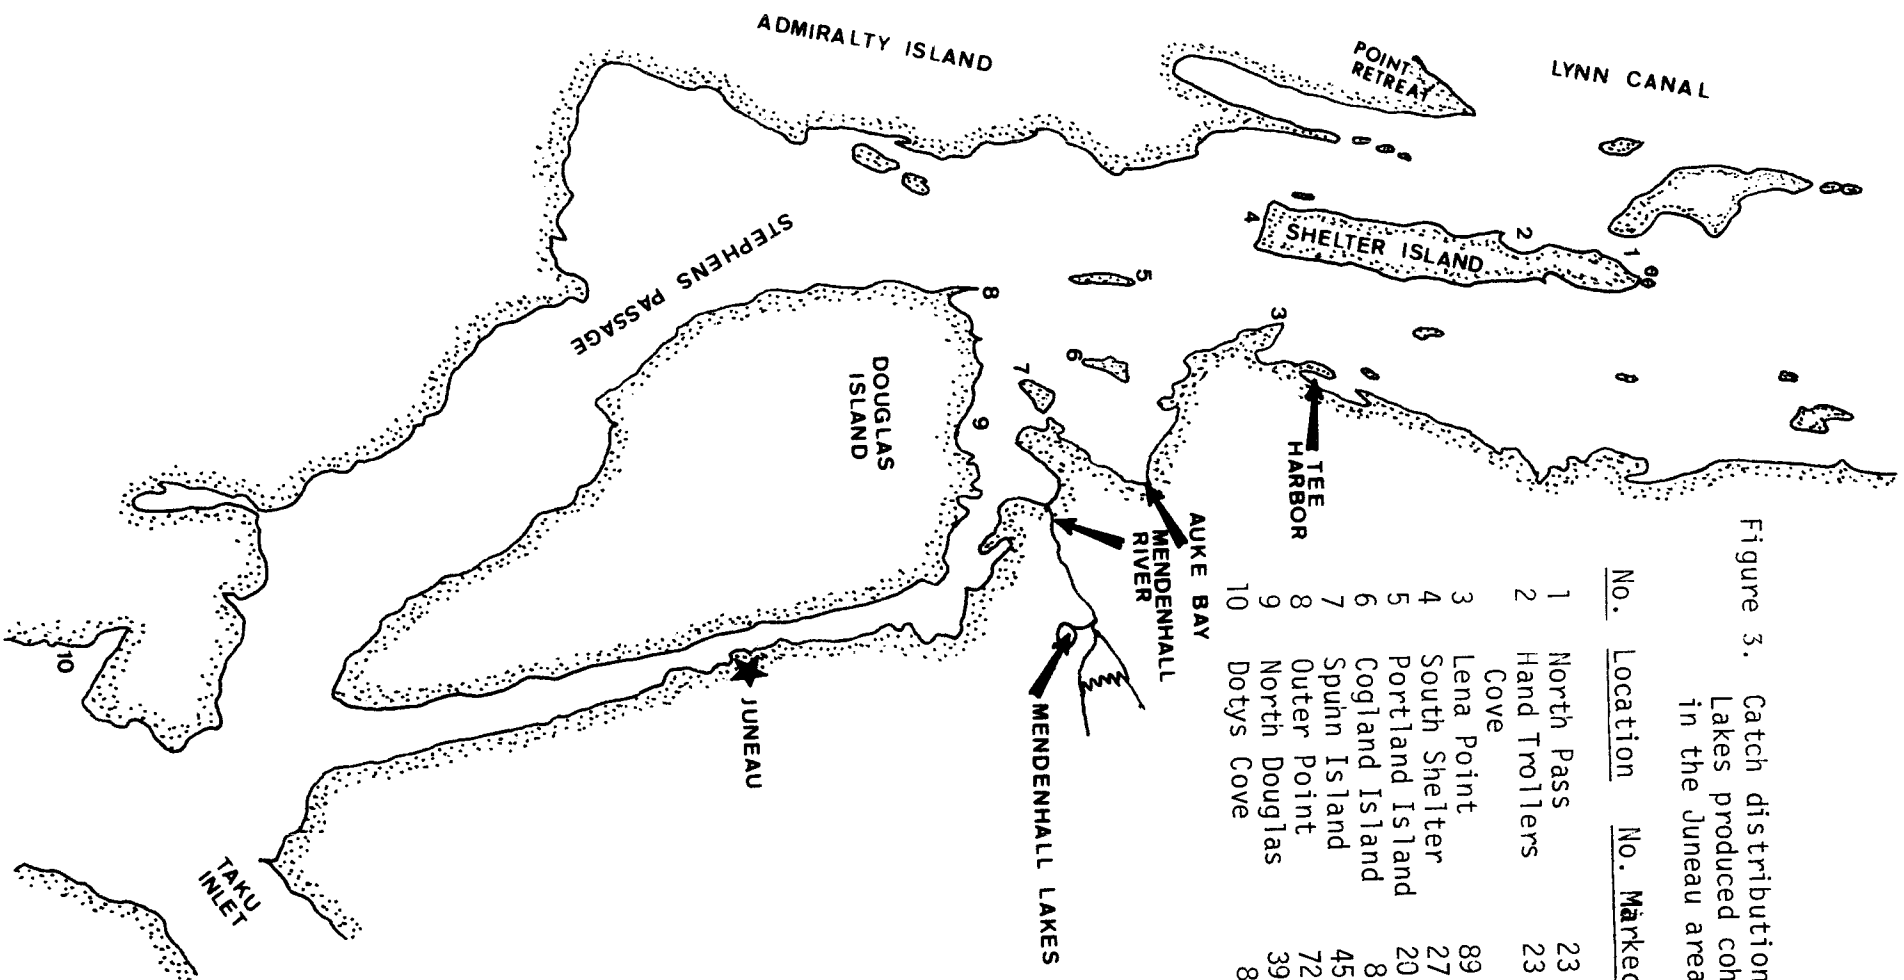 Figure 3. Catch distribution
Lakes produced coh
in the Juneau area
No. Location No. Marked
1 North Pass 23
2 Hand Trollers 23
Cove
3 Lena Point 89
4 South Shelter 27
5 Portland Island 20
6 Cogland Island 8
7 Spuhn Island 45
8 Outer Point 72
9 North Douglas 39
10 Dotys Cove 8
LYNN CANAL
POINT
RETREAT
ADMIRALTY ISLAND
SHELTER ISLAND
1
2
3
4
5
6
7
8
9
10
STEPHENS PASSAGE
DOUGLAS
ISLAND
TEE
HARBOR
AUKE BAY
MENDENHALL
RIVER
MENDENHALL LAKES
JUNEAU
TAKU
INLET